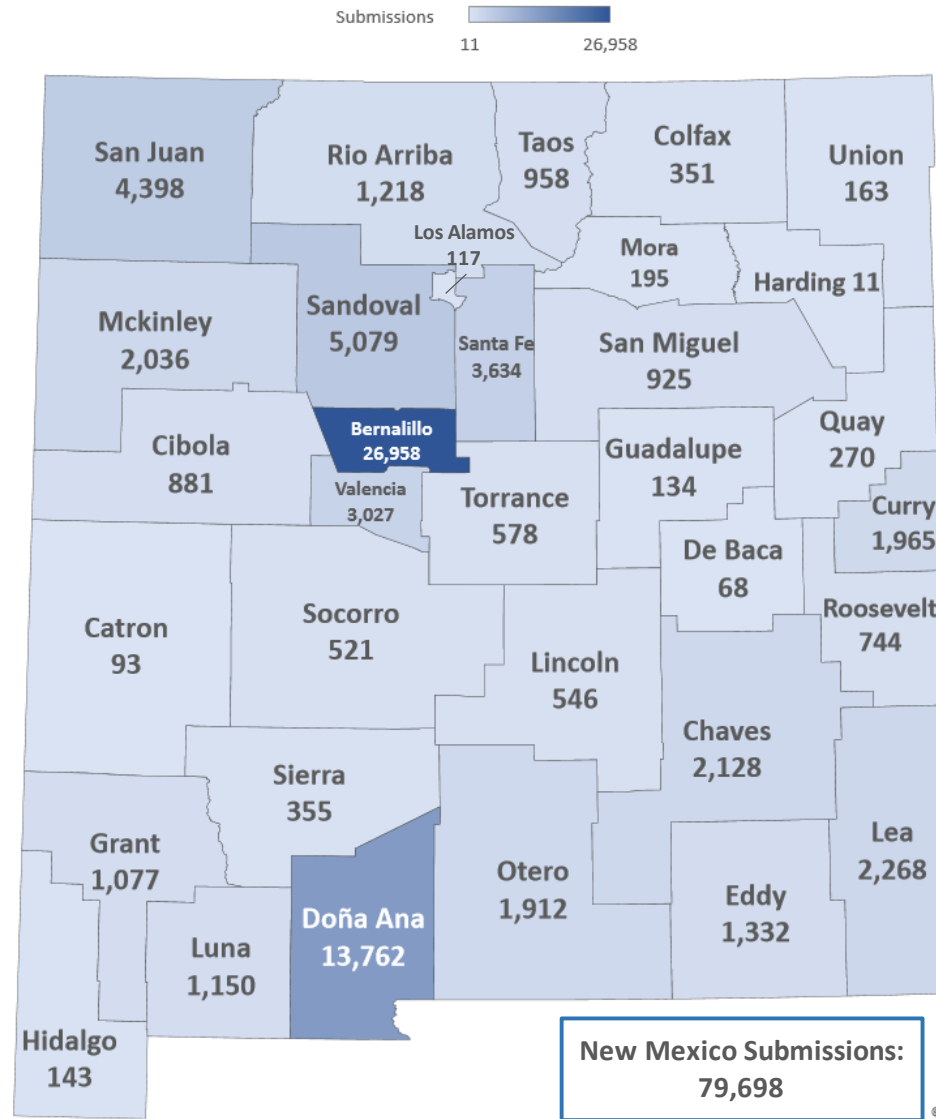 Submissions
11
26,958
San Juan
4,398
Rio Arriba
1,218
Taos
958
Colfax
351
Union
163
Los Alamos
117
Mora
195
Harding 11
Mckinley
2,036
Sandoval
5,079
Santa Fe
3,634
San Miguel
925
Quay
270
Cibola
881
Bernalillo
26,958
Valencia
3,027
Torrance
578
Guadalupe
134
Curry
1,965
De Baca
68
Roosevelt
744
Catron
93
Socorro
521
Lincoln
546
Chaves
2,128
Sierra
355
Grant
1,077
Otero
1,912
Lea
2,268
Eddy
1,332
Doña Ana
13,762
Luna
1,150
Hidalgo
143
New Mexico Submissions:
79,698
©